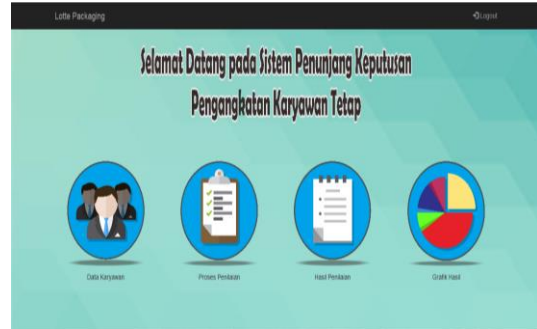 Lotte Packaging
Logout
Selamat Datang pada Sistem Penunjang Keputusan
Pengangkatan Karyawan Tetap
Data Karyawan
Proses Penilaian
Hasil Penilaian
Grafik Hasil